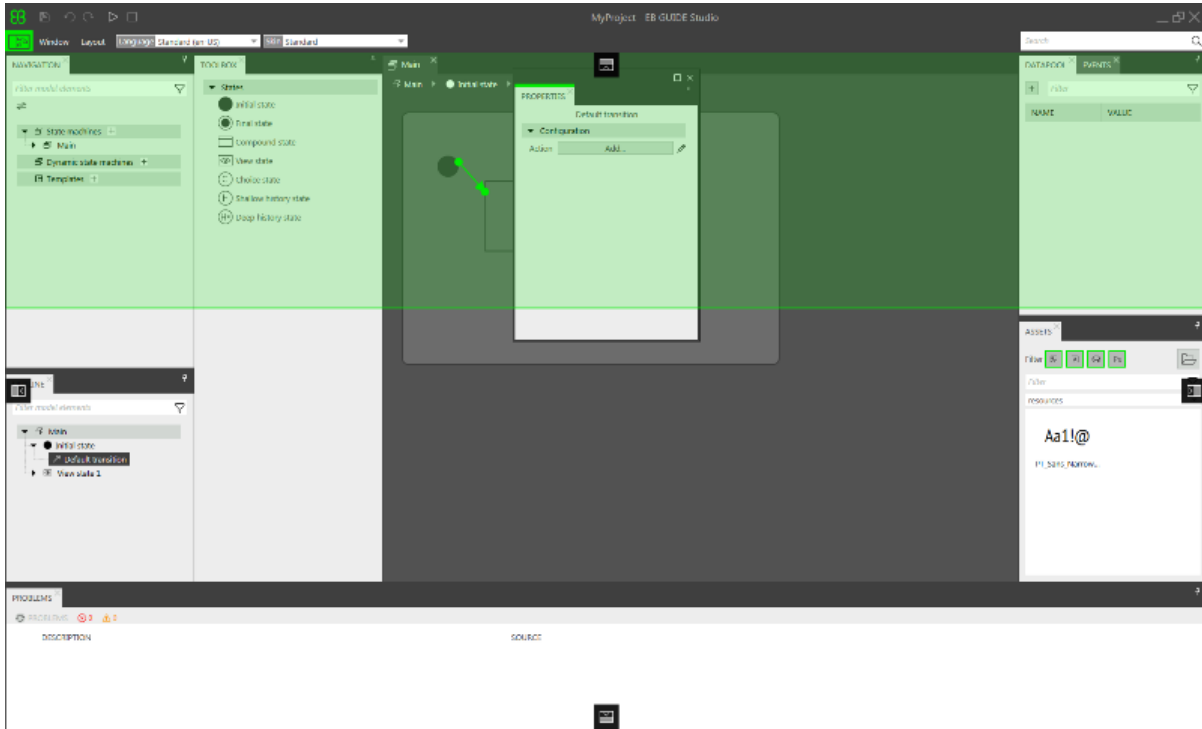 EB MyProject EB GUIDE Studio
Window Layout Language Standard (en-US) Skin Standard Search
NAVIGATION
Filter model elements
State machines +
Main
Dynamic state machines +
Templates +
TOOLBOX
States
Initial state
Final state
Compound state
View state
Choice state
Shallow history state
Deep history state
Main
Main Initial state
PROPERTIES
Default transition
Configuration
Action Add...
DATAPOOL EVENTS
+ Filter
NAME VALUE
Filter model elements
Main
Initial state
Default transition
View state 1
ASSETS
Filter
Filter
resources
Aa1!@
PT_Sans_Narrow...
PROBLEMS
PROBLEMS 0 0
DESCRIPTION SOURCE